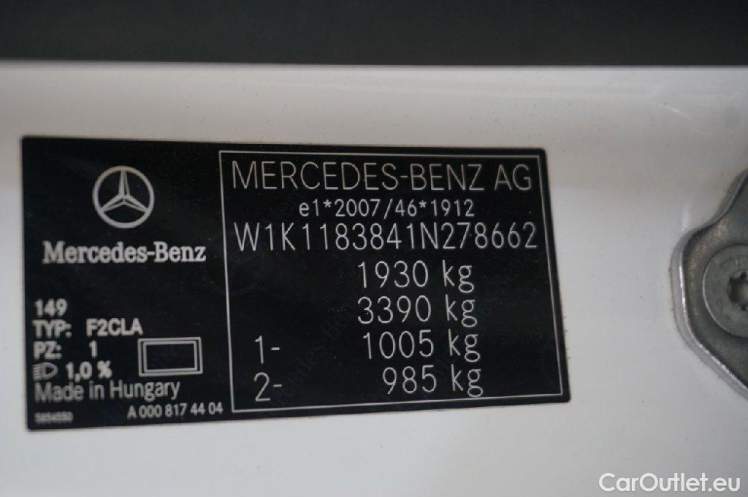 Mercedes-Benz
149
TYP: F2CLA
PZ: 1
1,0 %
Made in Hungary
A 000 817 44 04
MERCEDES-BENZ AG
e1*2007/46*1912
W1K1183841N278662
1930 kg
3390 kg
1- 1005 kg
2- 985 kg
CarOutlet.eu